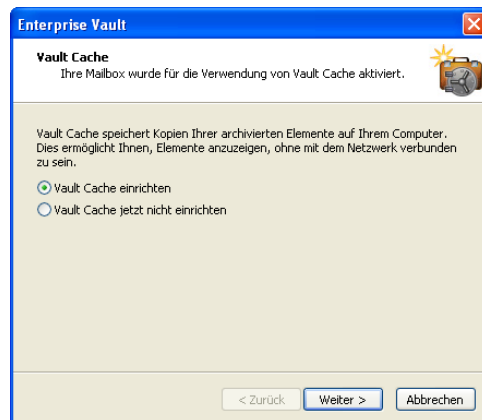 Enterprise Vault
Vault Cache
Ihre Mailbox wurde für die Verwendung von Vault Cache aktiviert.
Vault Cache speichert Kopien Ihrer archivierten Elemente auf Ihrem Computer.
Dies ermöglicht Ihnen, Elemente anzuzeigen, ohne mit dem Netzwerk verbunden
zu sein.
Vault Cache einrichten
Vault Cache jetzt nicht einrichten
< Zurück
Weiter >
Abbrechen